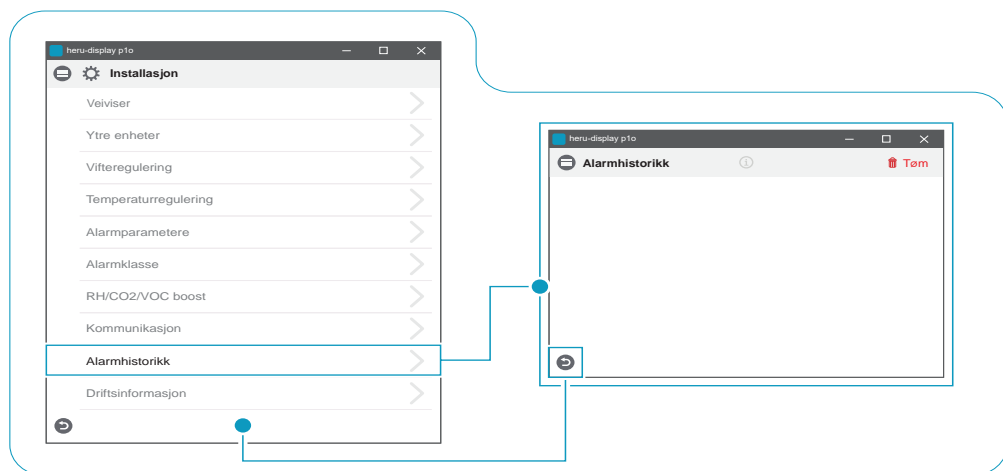 heru-display p1o
Installasjon
Veiviser
Ytre enheter
Vifteregulering
Temperaturregulering
Alarmparametere
Alarmklasse
RH/CO2/VOC boost
Kommunikasjon
Alarmhistorikk
Driftsinformasjon
heru-display p1o
Alarmhistorikk
Tøm